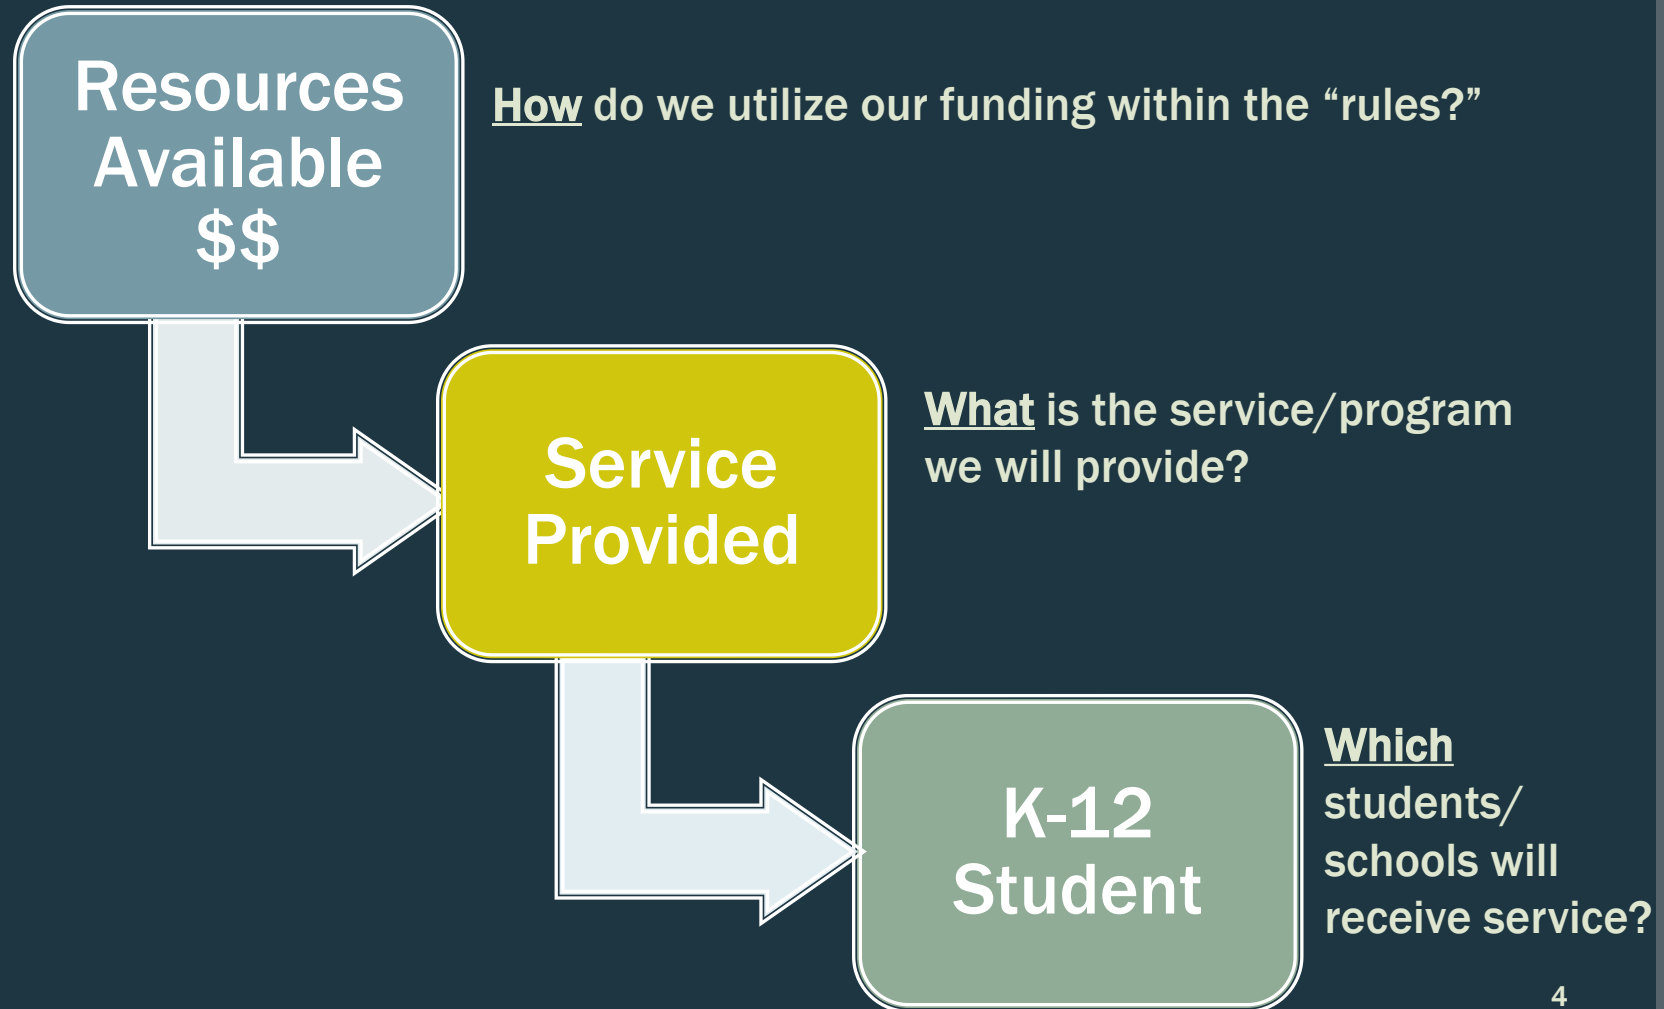 Resources
Available
$$
How do we utilize our funding within the “rules?”
Service
Provided
What is the service/program
we will provide?
K-12
Student
Which
students/
schools will
receive service?
4